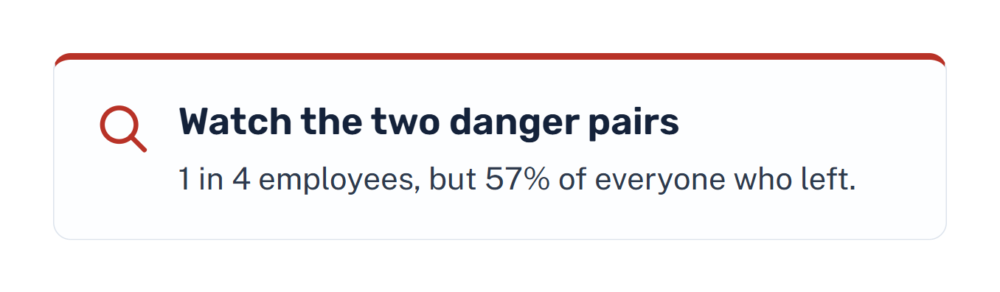 Watch the two danger pairs
1 in 4 employees, but 57% of everyone who left.